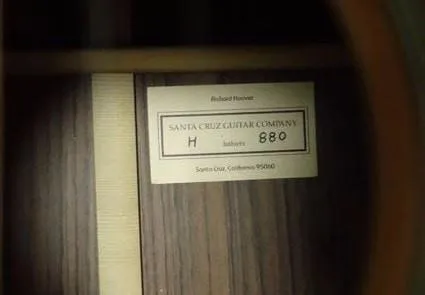 Richard Hoover
SANTA CRUZ GUITAR COMPANY
H 880
Santa Cruz, California 95060